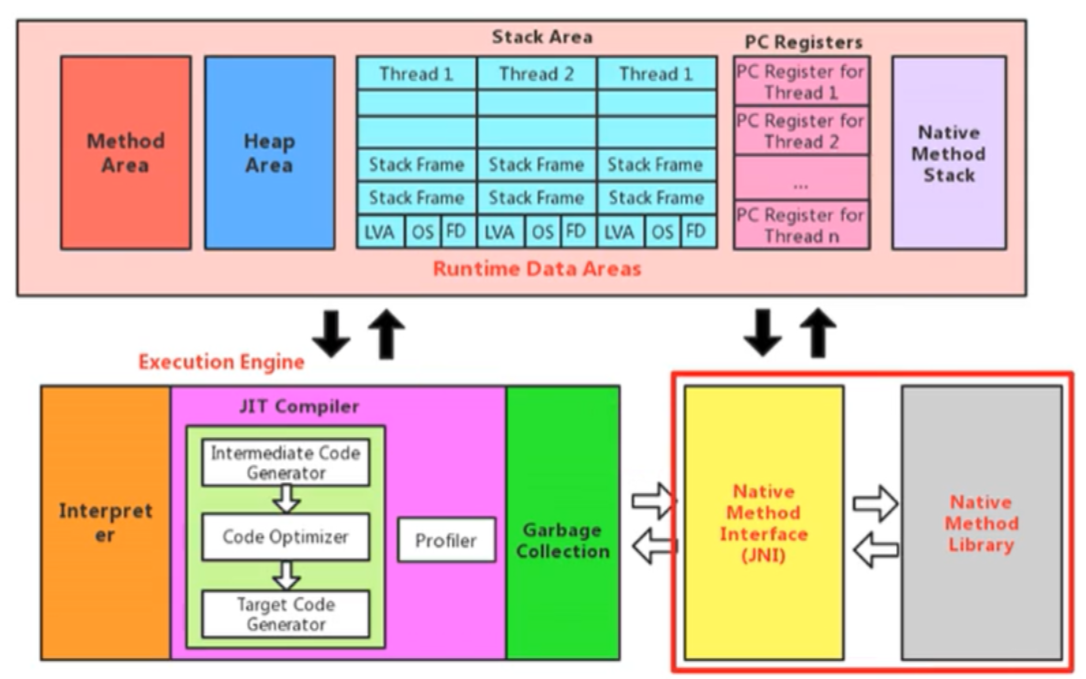 Stack Area
PC Registers
Method
Area
Heap
Area
Thread 1
Thread 2
Thread 1
Stack Frame
Stack Frame
Stack Frame
Stack Frame
Stack Frame
Stack Frame
LVA
OS
FD
LVA
OS
FD
LVA
OS
FD
PC Register for
Thread 1
PC Register for
Thread 2
...
PC Register for
Thread n
Native
Method
Stack
Runtime Data Areas
Execution Engine
Interpret
er
JIT Compiler
Intermediate Code
Generator
Code Optimizer
Target Code
Generator
Profiler
Garbage
Collection
Native
Method
Interface
(JNI)
Native
Method
Library